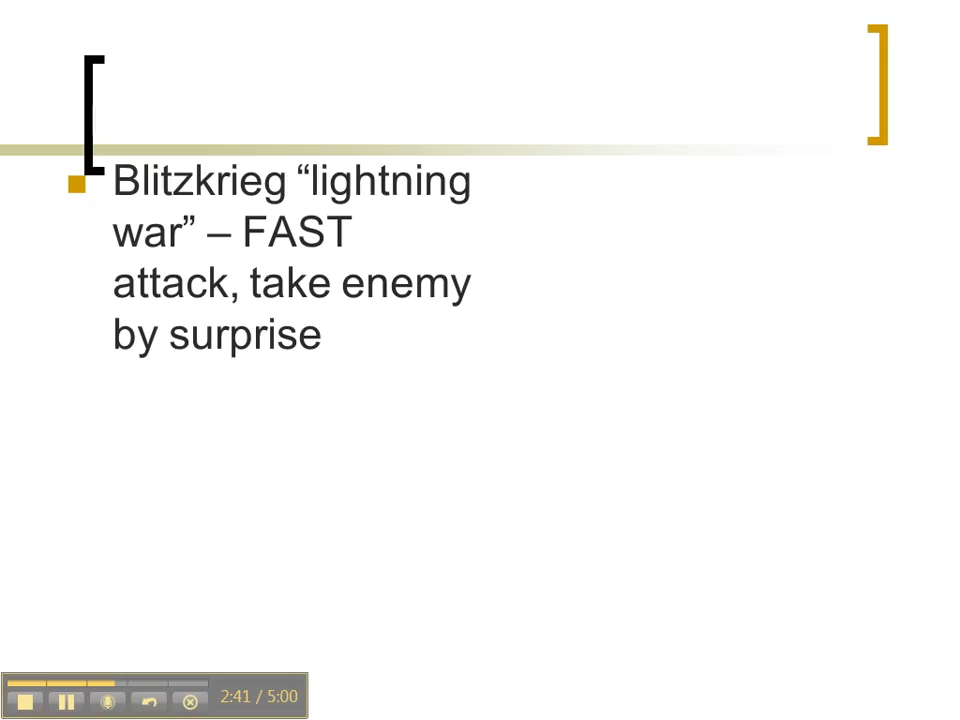 Blitzkrieg “lightning
war” – FAST
attack, take enemy
by surprise
2:41 / 5:00